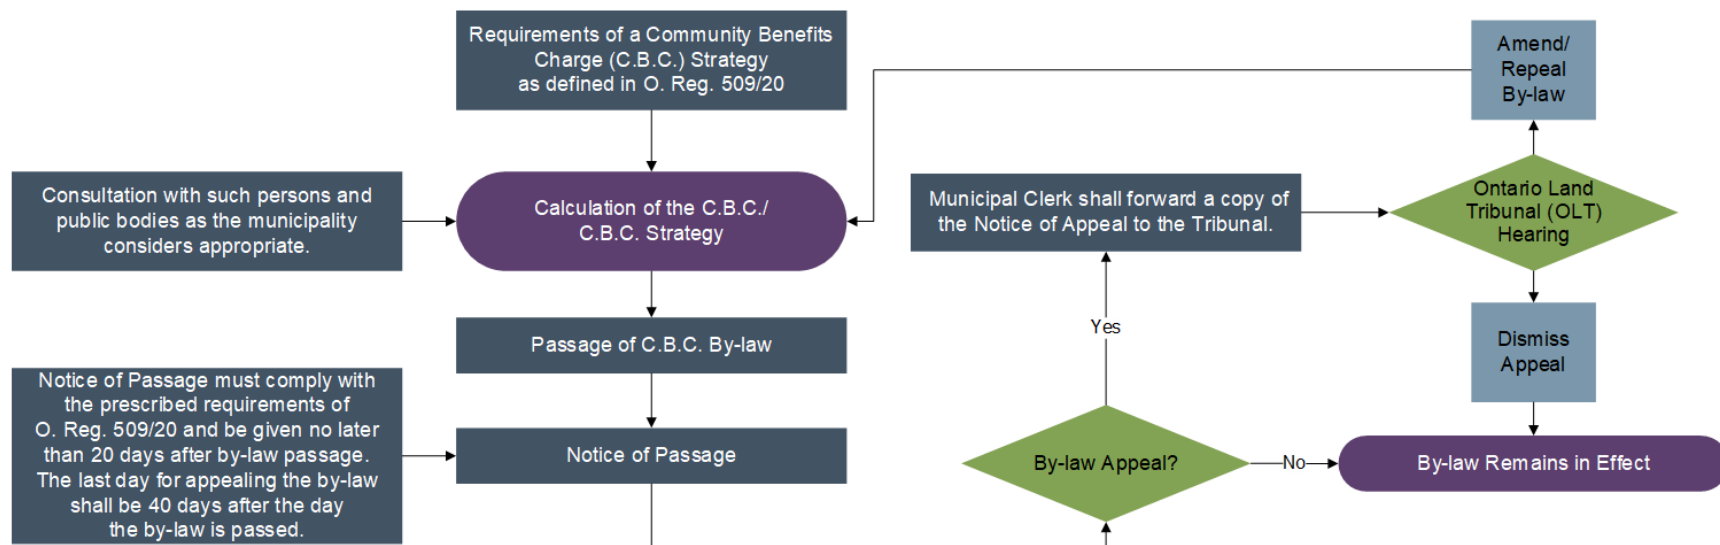 Requirements of a Community Benefits
Charge (C.B.C.) Strategy
as defined in O. Reg. 509/20
Consultation with such persons and
public bodies as the municipality
considers appropriate.
Calculation of the C.B.C./
C.B.C. Strategy
Passage of C.B.C. By-law
Notice of Passage must comply with
the prescribed requirements of
O. Reg. 509/20 and be given no later
than 20 days after by-law passage.
The last day for appealing the by-law
shall be 40 days after the day
the by-law is passed.
Notice of Passage
By-law Appeal?
Yes
No
Municipal Clerk shall forward a copy of
the Notice of Appeal to the Tribunal.
Ontario Land
Tribunal (OLT)
Hearing
Amend/
Repeal
By-law
Dismiss
Appeal
By-law Remains in Effect